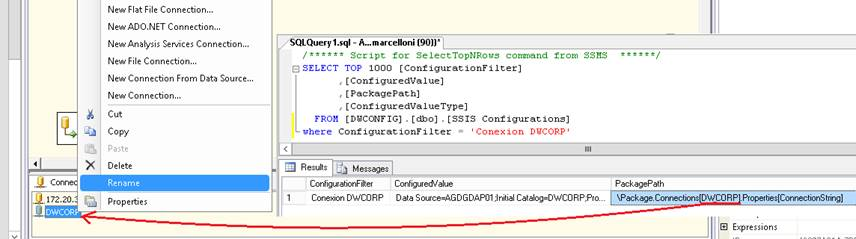 New Flat File Connection...
New ADO.NET Connection...
New Analysis Services Connection...
New File Connection...
New Connection From Data Source...
New Connection...
Cut
Copy
Paste
Delete
Rename
Properties
Connec
172.20.3
DWCORP
SQLQuery1.sql - A...marcelloni (90))*
/****** Script for SelectTopNRows command from SSMS ******/
SELECT TOP 1000 [ConfigurationFilter]
,[ConfiguredValue]
,[PackagePath]
,[ConfiguredValueType]
FROM [DWCONFIG].[dbo].[SSIS Configurations]
where ConfigurationFilter = 'Conexion DWCORP'
Results Messages
ConfigurationFilter ConfiguredValue PackagePath
1 Conexion DWCORP Data Source=AGDGDAP01;Initial Catalog=DWCORP;Pro... \Package.Connections[DWCORP].Properties[ConnectionString]
Expressions